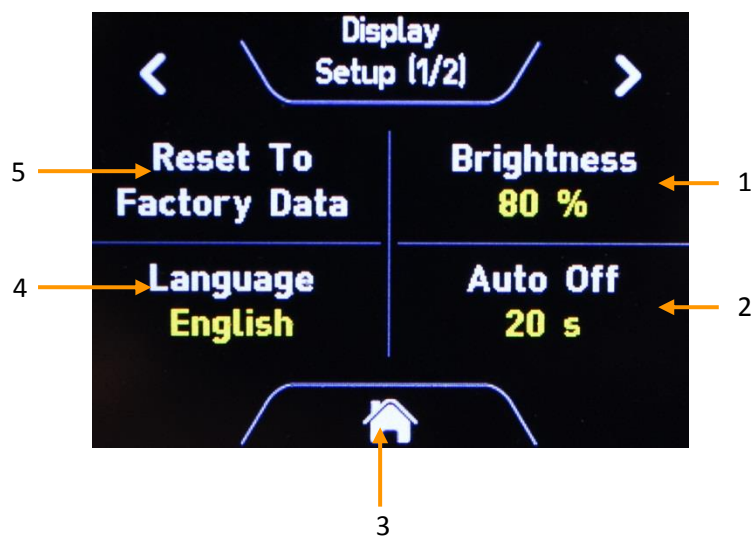 Display
Setup (1/2)
5
Reset To
Factory Data
Brightness
80 %
1
4
Language
English
Auto Off
20 s
2
3